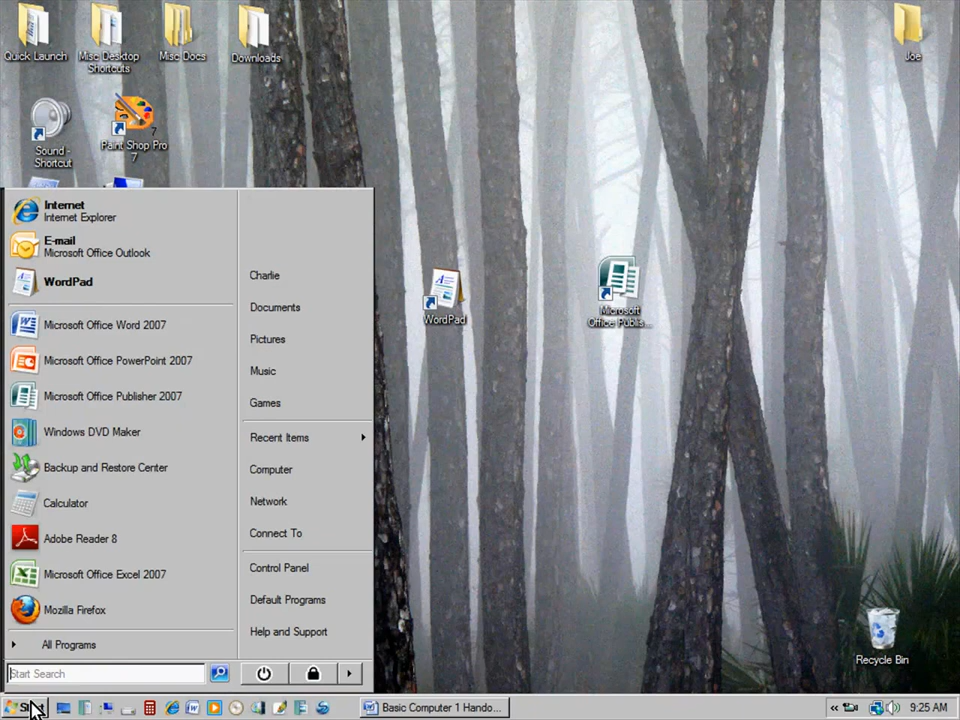 Quick Launch
Misc Desktop
Shortcuts
Misc Docs
Downloads
Joe
Sound -
Shortcut
Paint Shop Pro
7
WordPad
Microsoft
Office Publis...
Recycle Bin
Internet
Internet Explorer
E-mail
Microsoft Office Outlook
WordPad
Microsoft Office Word 2007
Microsoft Office PowerPoint 2007
Microsoft Office Publisher 2007
Windows DVD Maker
Backup and Restore Center
Calculator
Adobe Reader 8
Microsoft Office Excel 2007
Mozilla Firefox
All Programs
Start Search
Charlie
Documents
Pictures
Music
Games
Recent Items
Computer
Network
Connect To
Control Panel
Default Programs
Help and Support
Start
Basic Computer 1 Hando...
9:25 AM